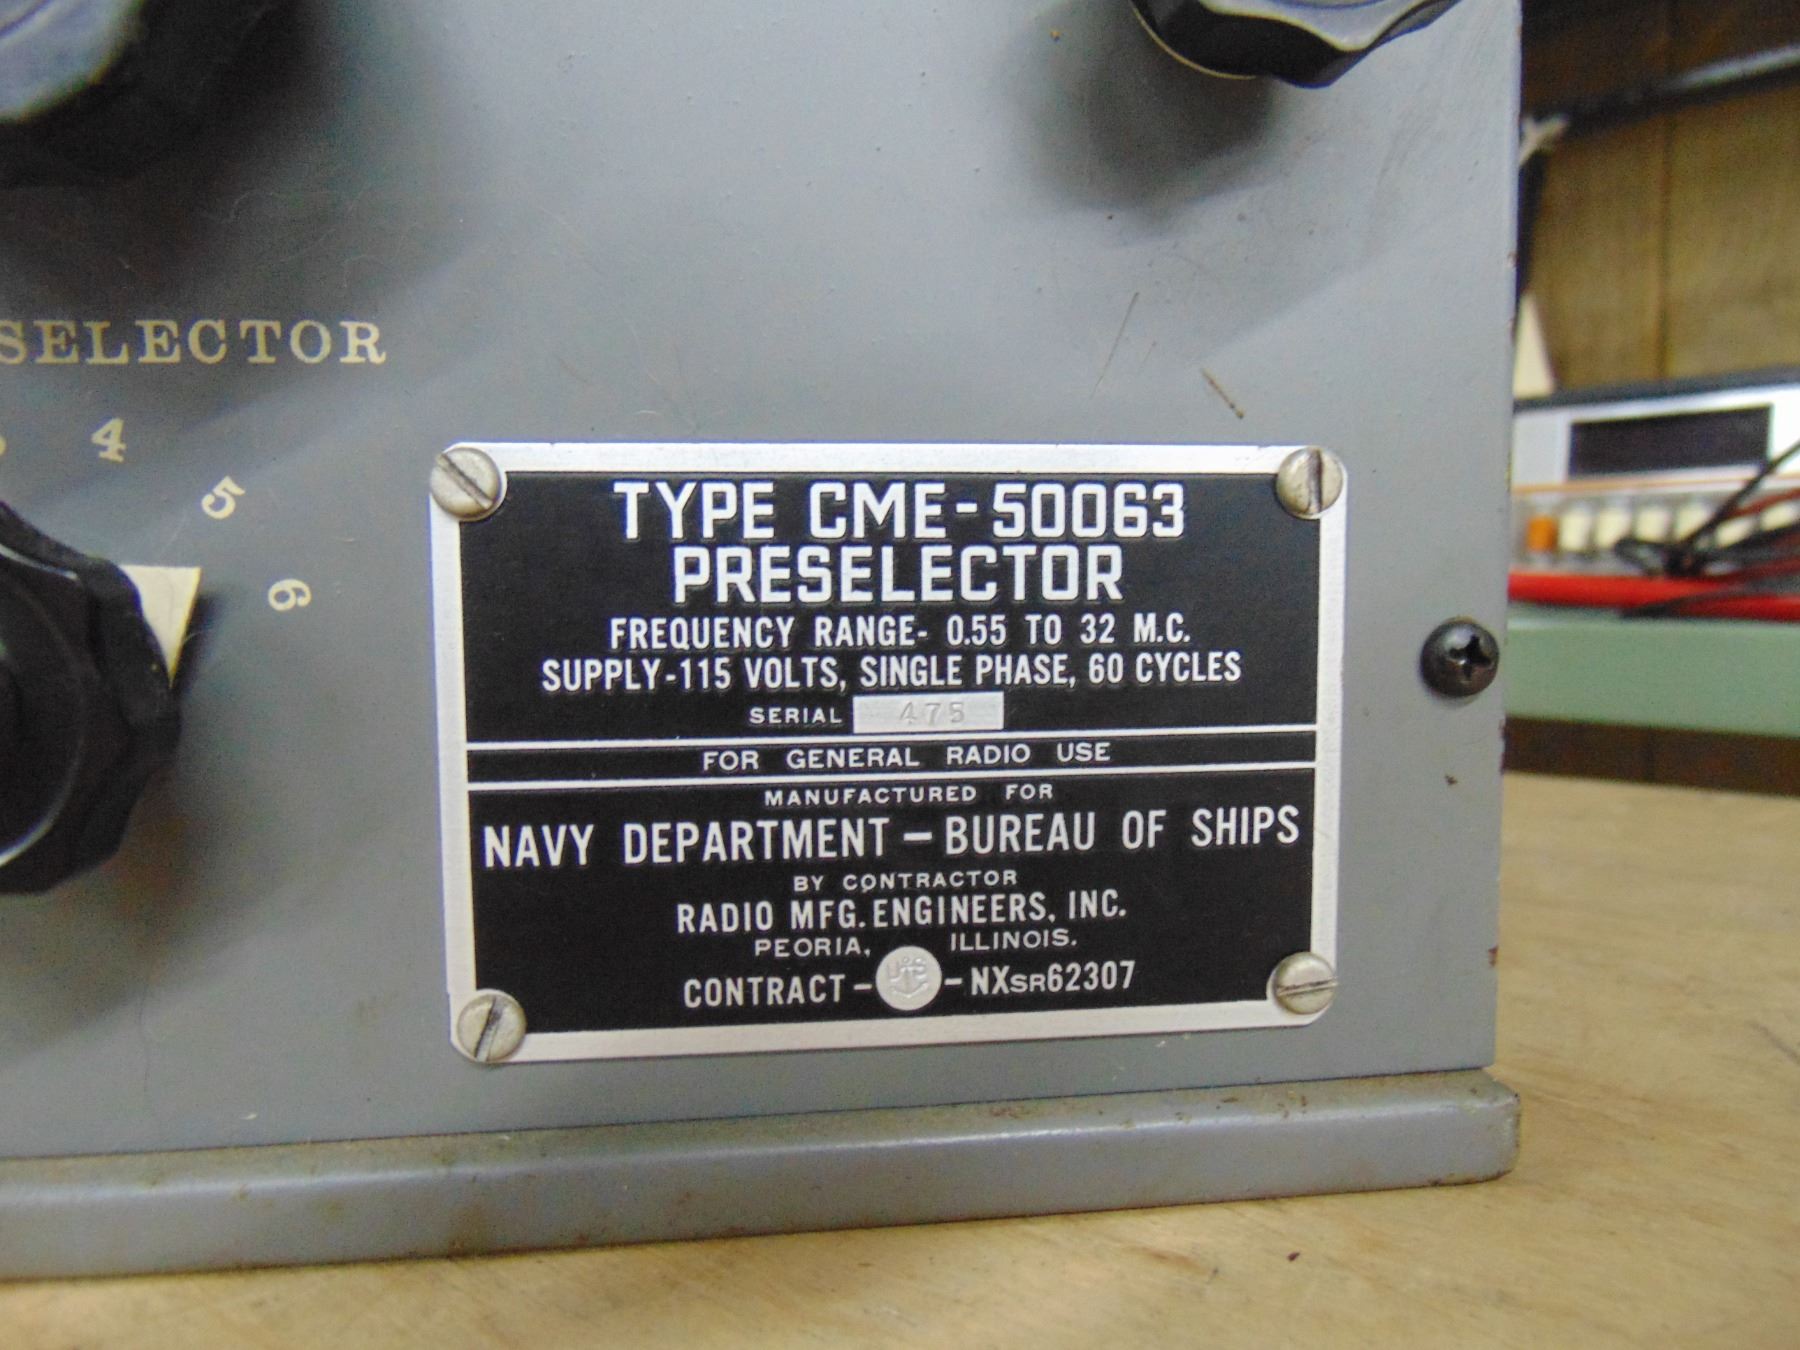 SELECTOR
4
5
6
TYPE CME-50063
PRESELECTOR
FREQUENCY RANGE- 0.55 TO 32 M.C.
SUPPLY-115 VOLTS, SINGLE PHASE, 60 CYCLES
SERIAL 475
FOR GENERAL RADIO USE
MANUFACTURED FOR
NAVY DEPARTMENT — BUREAU OF SHIPS
BY CONTRACTOR
RADIO MFG. ENGINEERS, INC.
PEORIA, ILLINOIS.
CONTRACT - US - NXSR62307